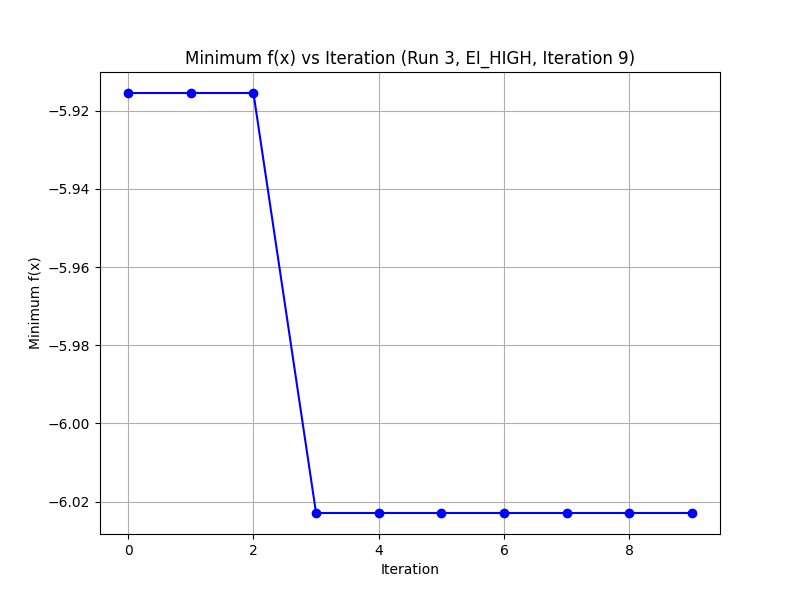 Minimum f(x) vs Iteration (Run 3, EI_HIGH, Iteration 9)
Minimum f(x)
−5.92
−5.94
−5.96
−5.98
−6.00
−6.02
0 2 4 6 8
Iteration